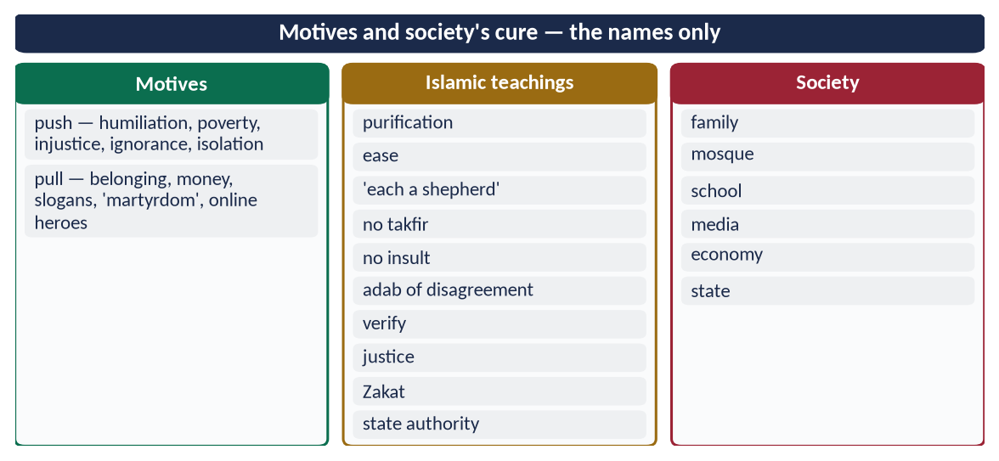 Motives and society's cure — the names only
Motives
push — humiliation, poverty,
injustice, ignorance, isolation
pull — belonging, money,
slogans, 'martyrdom', online
heroes
Islamic teachings
purification
ease
'each a shepherd'
no takfir
no insult
adab of disagreement
verify
justice
Zakat
state authority
Society
family
mosque
school
media
economy
state